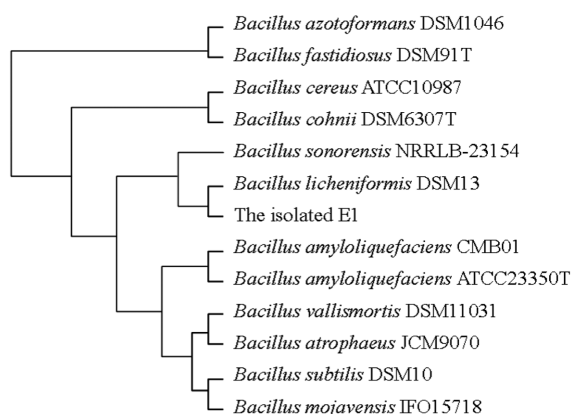 Bacillus azotoformans DSM1046
Bacillus fastidiosus DSM91T
Bacillus cereus ATCC10987
Bacillus cohnii DSM6307T
Bacillus sonorensis NRRLB-23154
Bacillus licheniformis DSM13
The isolated E1
Bacillus amyloliquefaciens CMB01
Bacillus amyloliquefaciens ATCC23350T
Bacillus vallismortis DSM11031
Bacillus atrophaeus JCM9070
Bacillus subtilis DSM10
Bacillus mojavensis IFO15718